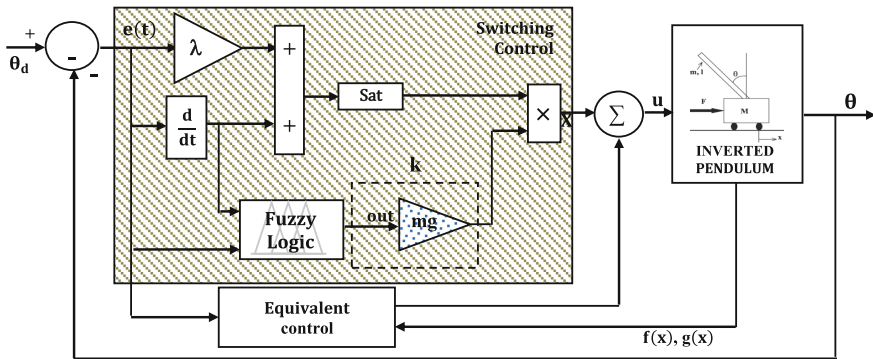 +
θd
-
-
e(t)
λ
d
dt
+
+
Sat
Switching
Control
×
x
k
Fuzzy
Logic
out
mg
Σ
u
m, l
θ
F
M
x
INVERTED
PENDULUM
θ
Equivalent
control
f(x), g(x)